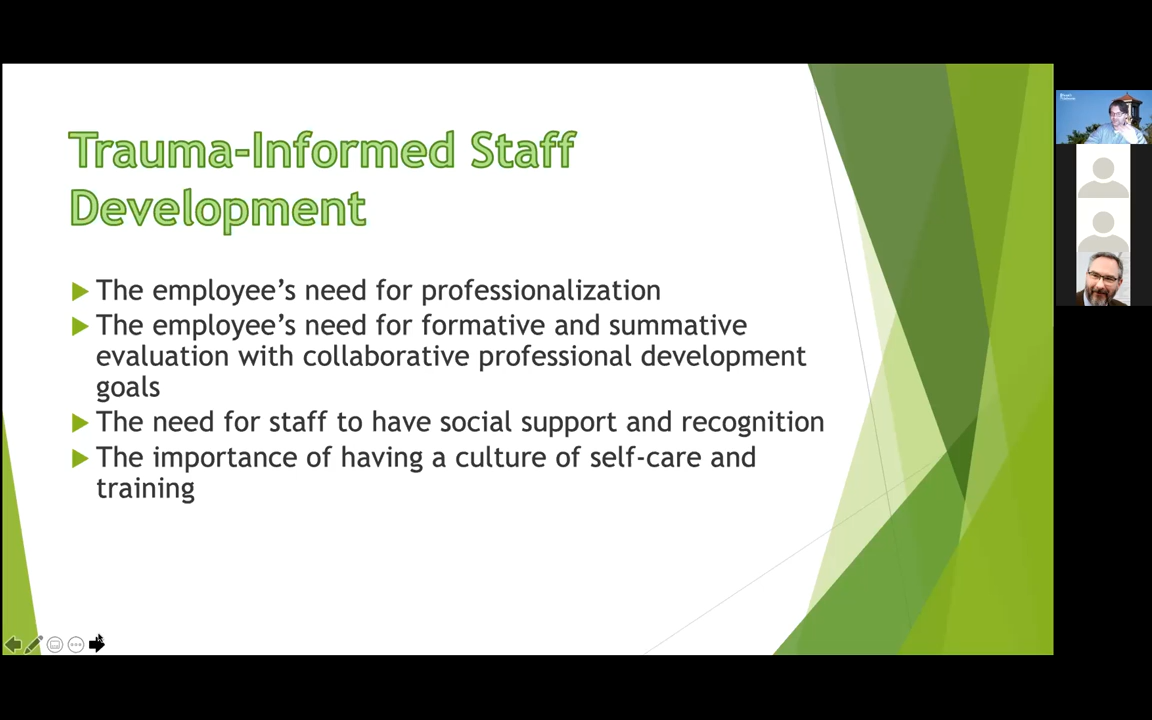 Trauma-Informed Staff
Development
The employee’s need for professionalization
The employee’s need for formative and summative
evaluation with collaborative professional development
goals
The need for staff to have social support and recognition
The importance of having a culture of self-care and
training